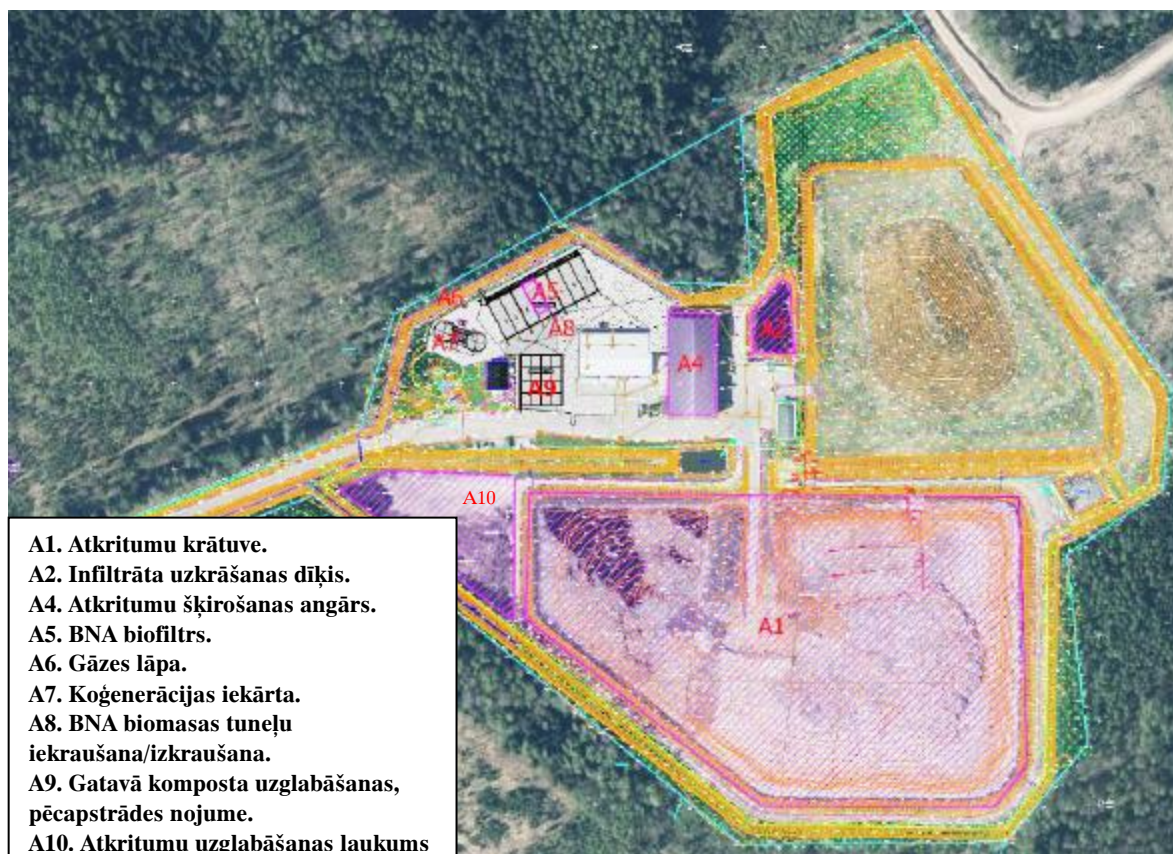 A6
A5
A8
A7
A2
A4
A9
A10
A1
A1. Atkritumu krātuve.
A2. Infiltrāta uzkrāšanas dīķis.
A4. Atkritumu šķirošanas angārs.
A5. BNA biofiltrs.
A6. Gāzes lāpa.
A7. Koģenerācijas iekārta.
A8. BNA biomasas tuneļu
iekraušana/izkraušana.
A9. Gatavā komposta uzglabāšanas,
pēcapstrādes nojume.
A10. Atkritumu uzglabāšanas laukums